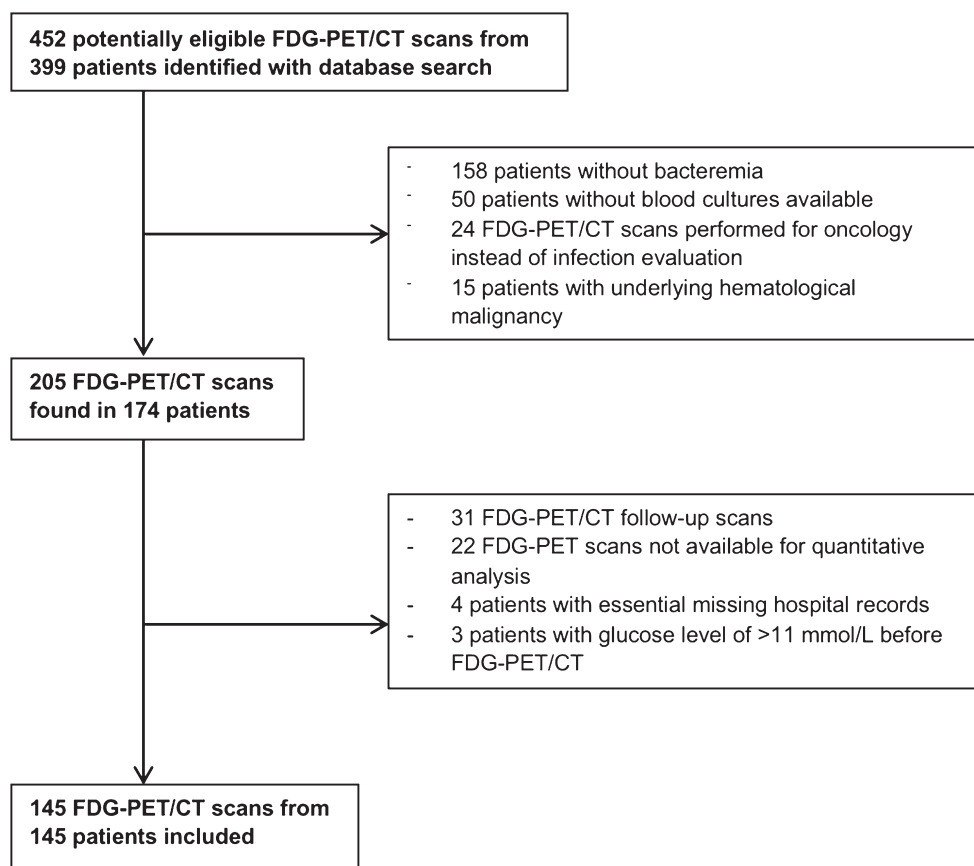 452 potentially eligible FDG-PET/CT scans from
399 patients identified with database search
- 158 patients without bacteremia
- 50 patients without blood cultures available
- 24 FDG-PET/CT scans performed for oncology
instead of infection evaluation
- 15 patients with underlying hematological
malignancy
205 FDG-PET/CT scans
found in 174 patients
- 31 FDG-PET/CT follow-up scans
- 22 FDG-PET scans not available for quantitative
analysis
- 4 patients with essential missing hospital records
- 3 patients with glucose level of >11 mmol/L before
FDG-PET/CT
145 FDG-PET/CT scans from
145 patients included